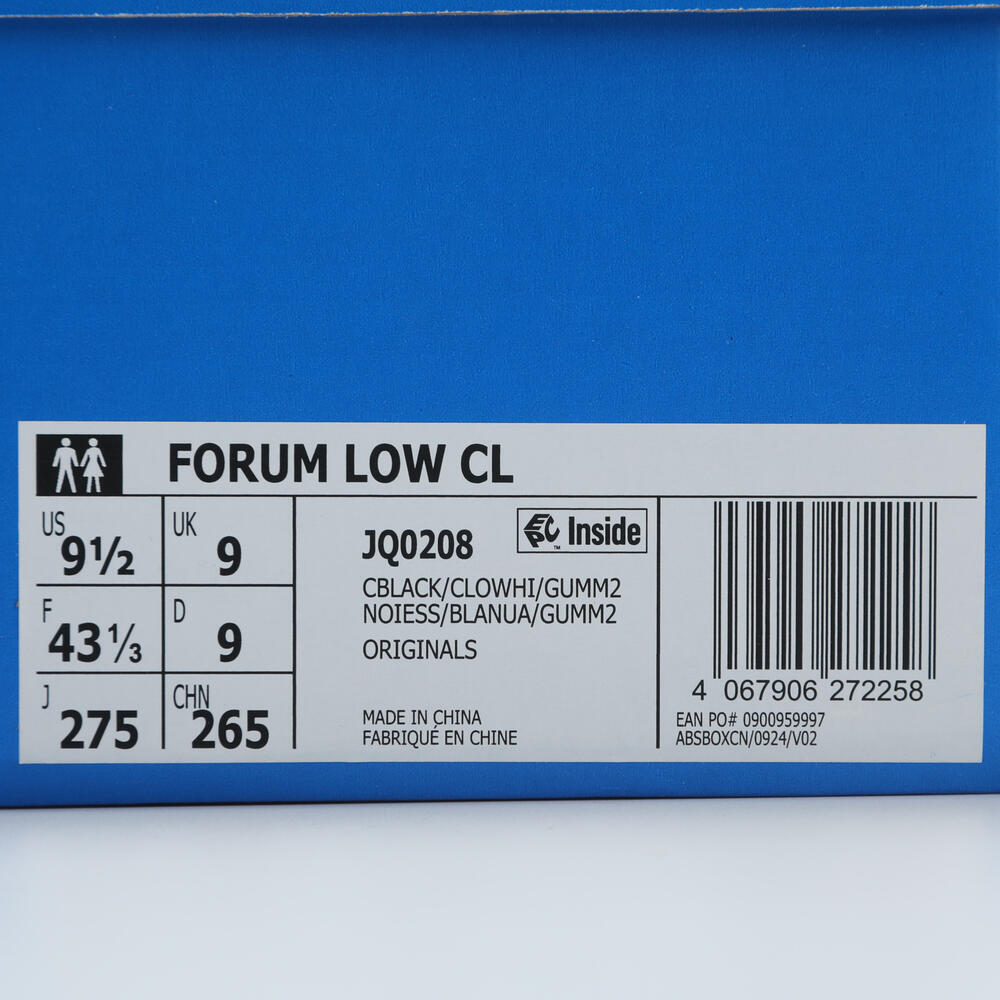 FORUM LOW CL
US 9½ UK 9
F 43⅓ D 9
J 275 CHN 265
JQ0208
EPC Inside
™
CBLACK/CLOWHI/GUMM2
NOIESS/BLANUA/GUMM2
ORIGINALS
MADE IN CHINA
FABRIQUÉ EN CHINE
4 067906 272258
EAN PO# 0900959997
ABSBOXCN/0924/V02